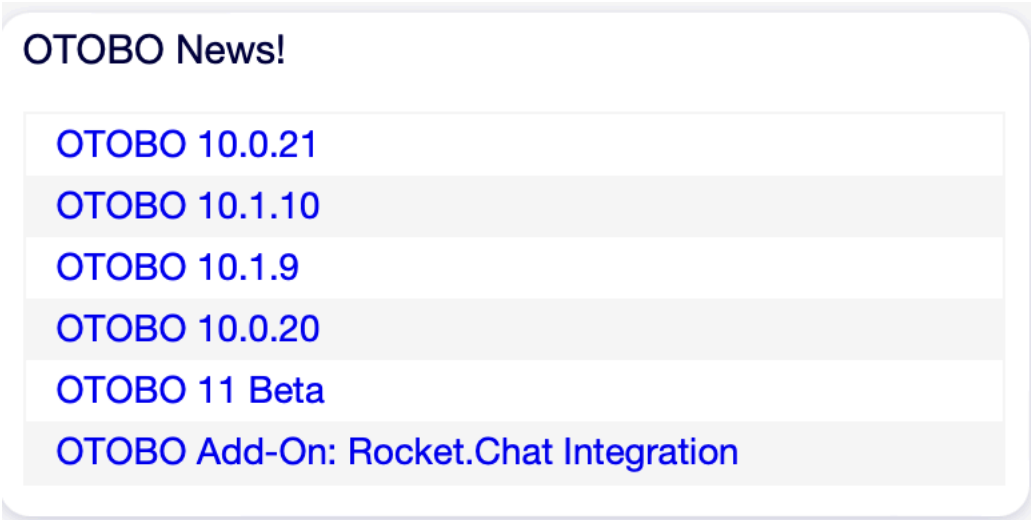 OTOBO News!
OTOBO 10.0.21
OTOBO 10.1.10
OTOBO 10.1.9
OTOBO 10.0.20
OTOBO 11 Beta
OTOBO Add-On: Rocket.Chat Integration